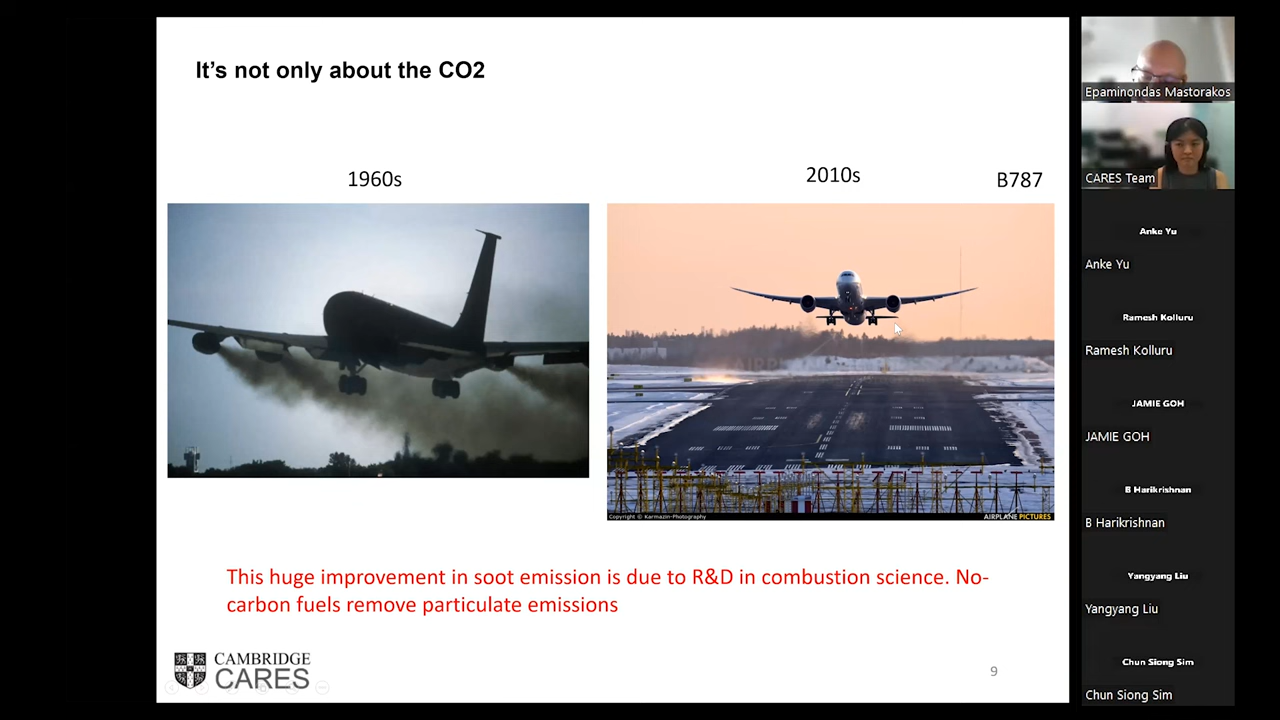 It's not only about the CO2
1960s
2010s
B787
Copyright © Karmazin-Photography
AIRPLANE PICTURES
This huge improvement in soot emission is due to R&D in combustion science. No-
carbon fuels remove particulate emissions
CAMBRIDGE
CARES
9
Epaminondas Mastorakos
CARES Team
Anke Yu
Anke Yu
Ramesh Kolluru
Ramesh Kolluru
JAMIE GOH
JAMIE GOH
B Harikrishnan
B Harikrishnan
Yangyang Liu
Yangyang Liu
Chun Siong Sim
Chun Siong Sim